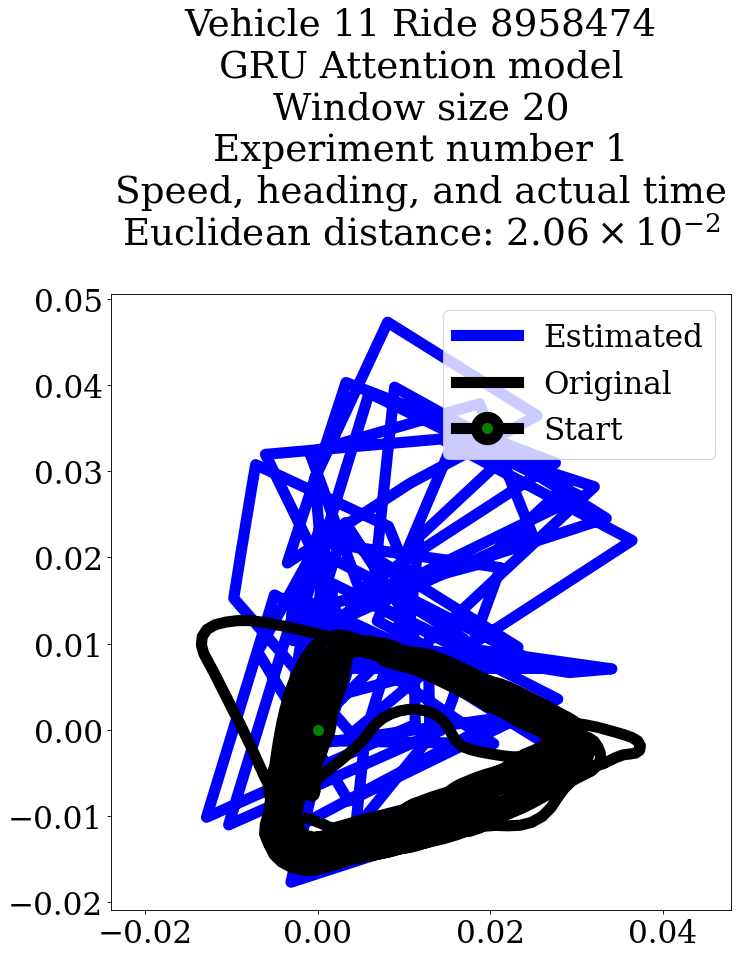 Vehicle 11 Ride 8958474
GRU Attention model
Window size 20
Experiment number 1
Speed, heading, and actual time
Euclidean distance: 2.06 × 10⁻²
Estimated
Original
Start
0.05
0.04
0.03
0.02
0.01
0.00
−0.01
−0.02
−0.02
0.00
0.02
0.04